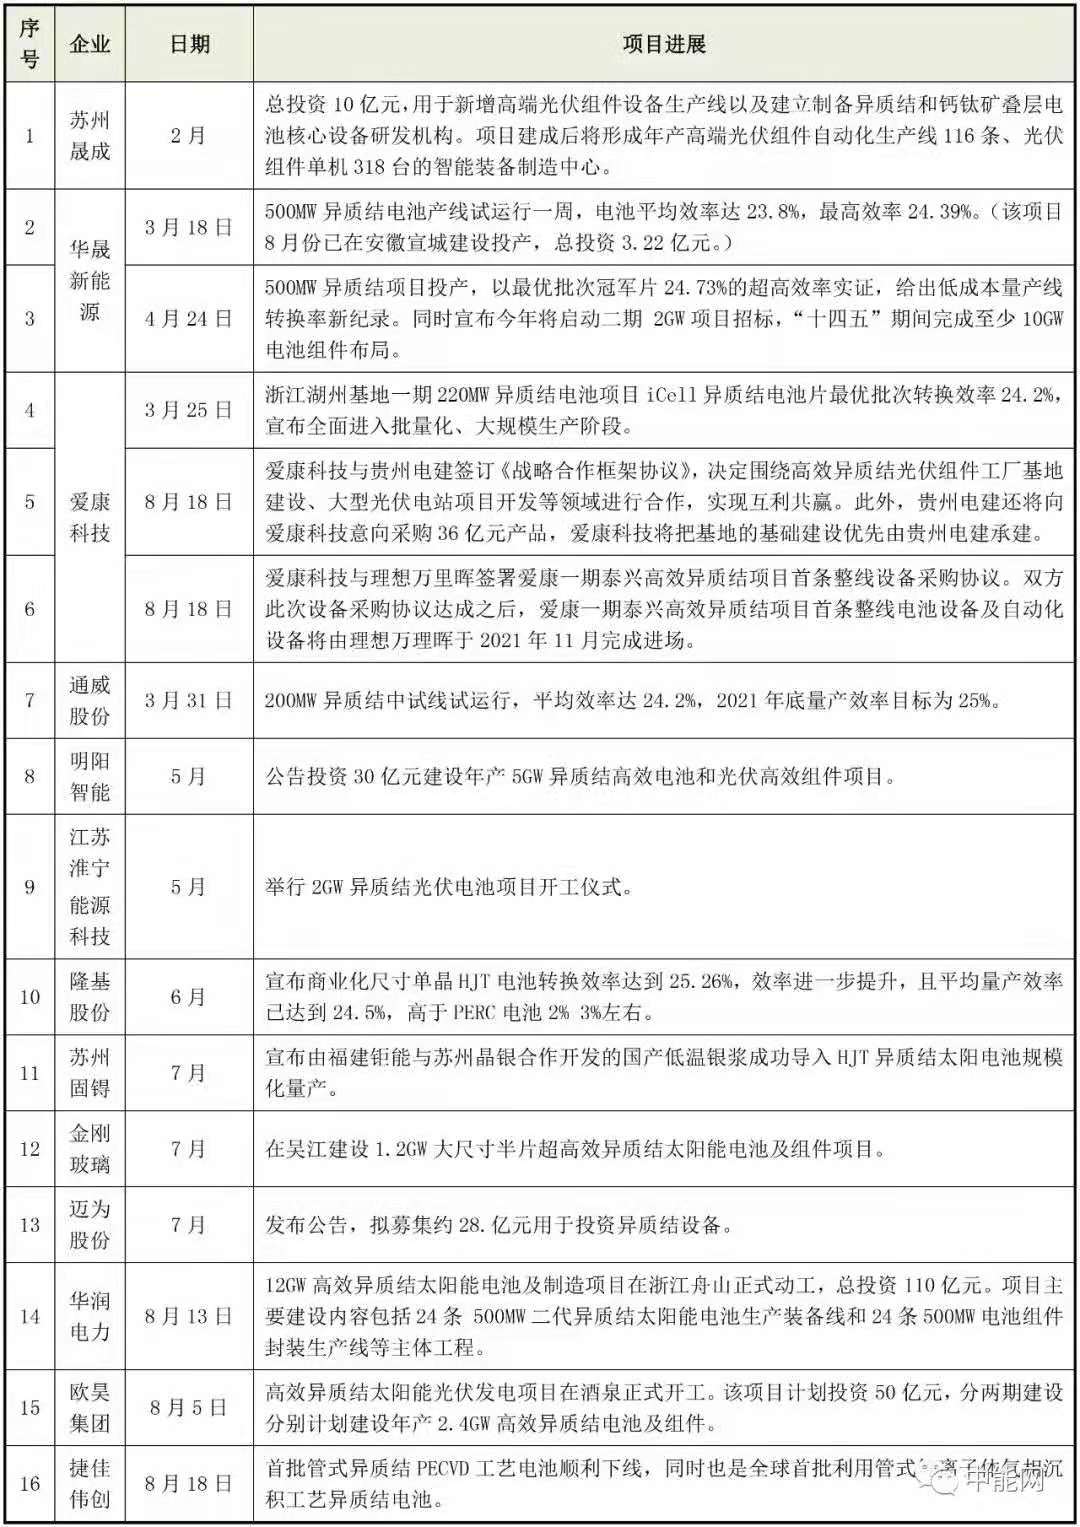 序号 企业 日期 项目进展
1 苏州晟成 2月 总投资 10 亿元,用于新增高端光伏组件设备生产线以及建立制备异质结和钙钛矿叠层电
池核心设备研发机构。项目建成后将形成年产高端光伏组件自动化生产线 116 条、光伏
组件单机 318 台的智能装备制造中心。
2 华晟新能源 3月18日 500MW 异质结电池产线试运行一周，电池平均效率达 23.8%，最高效率 24.39%。（该项目
8 月份已在安徽宣城建设投产，总投资 3.22 亿元。）
3 4月24日 500MW 异质结项目投产，以最优批次冠军片 24.73%的超高效率实证，给出低成本量产线
转换率新纪录。同时宣布今年将启动二期 2GW 项目招标，“十四五”期间完成至少 10GW
电池组件布局。
4 爱康科技 3月25日 浙江湖州基地一期 220MW 异质结电池项目 iCell 异质结电池片最优批次转换效率 24.2%，
宣布全面进入批量化、大规模生产阶段。
5 8月18日 爱康科技与贵州电建签订《战略合作框架协议》，决定围绕高效异质结光伏组件工厂基地
建设、大型光伏电站项目开发等领域进行合作，实现互利共赢。此外，贵州电建还将向
爱康科技意向采购 36 亿元产品，爱康科技将把基地的基础建设优先由贵州电建承建。
6 8月18日 爱康科技与理想万里晖签署爱康一期泰兴高效异质结项目首条整线设备采购协议。双方
此次设备采购协议达成之后，爱康一期泰兴高效异质结项目首条整线电池设备及自动化
设备将由理想万理晖于 2021 年 11 月完成进场。
7 通威股份 3月31日 200MW 异质结中试线试运行，平均效率达 24.2%，2021 年底量产效率目标为 25%。
8 明阳智能 5月 公告投资 30 亿元建设年产 5GW 异质结高效电池和光伏高效组件项目。
9 江苏淮宁能源科技 5月 举行 2GW 异质结光伏电池项目开工仪式。
10 隆基股份 6月 宣布商业化尺寸单晶 HJT 电池转换效率达到 25.26%，效率进一步提升，且平均量产效率
已达到 24.5%，高于 PERC 电池 2% 3%左右。
11 苏州固锝 7月 宣布由福建钜能与苏州晶银合作开发的国产低温银浆成功导入 HJT 异质结太阳电池规模
化量产。
12 金刚玻璃 7月 在吴江建设 1.2GW 大尺寸半片超高效异质结太阳能电池及组件项目。
13 迈为股份 7月 发布公告，拟募集约 28.亿元用于投资异质结设备。
14 华润电力 8月13日 12GW 高效异质结太阳能电池及制造项目在浙江舟山正式动工，总投资 110 亿元。项目主
要建设内容包括 24 条 500MW 二代异质结太阳能电池生产装备线和 24 条 500MW 电池组件
封装生产线等主体工程。
15 欧昊集团 8月5日 高效异质结太阳能光伏发电项目在酒泉正式开工。该项目计划投资 50 亿元，分两期建设
分别计划建设年产 2.4GW 高效异质结电池及组件。
16 捷佳伟创 8月18日 首批管式异质结 PECVD 工艺电池顺利下线，同时也是全球首批利用管式 离子体气相沉
积工艺异质结电池。
中能网